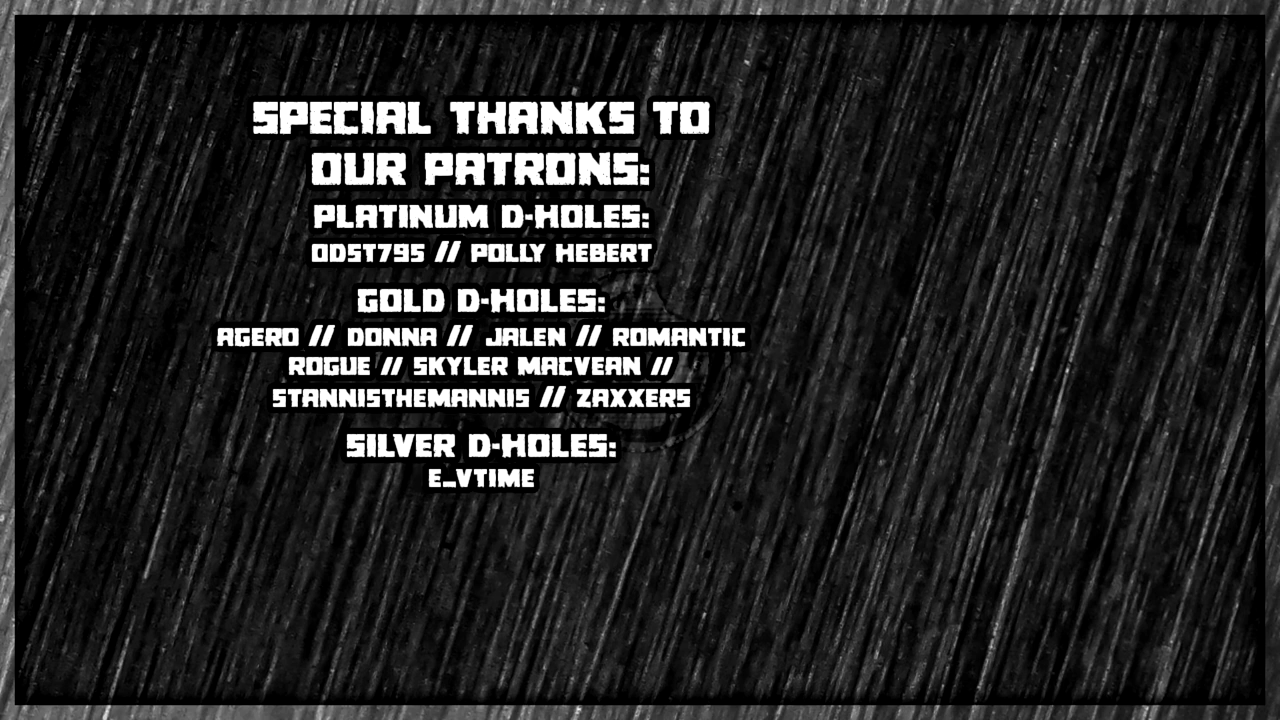 SPECIAL THANKS TO
OUR PATRONS:
PLATINUM D-HOLES:
ODST795 // POLLY HEBERT
GOLD D-HOLES:
AGERO // DONNA // JALEN // ROMANTIC
ROGUE // SKYLER MACVEAN //
STANNISTHEMANNIS // ZAXXERS
SILVER D-HOLES:
E_VTIME